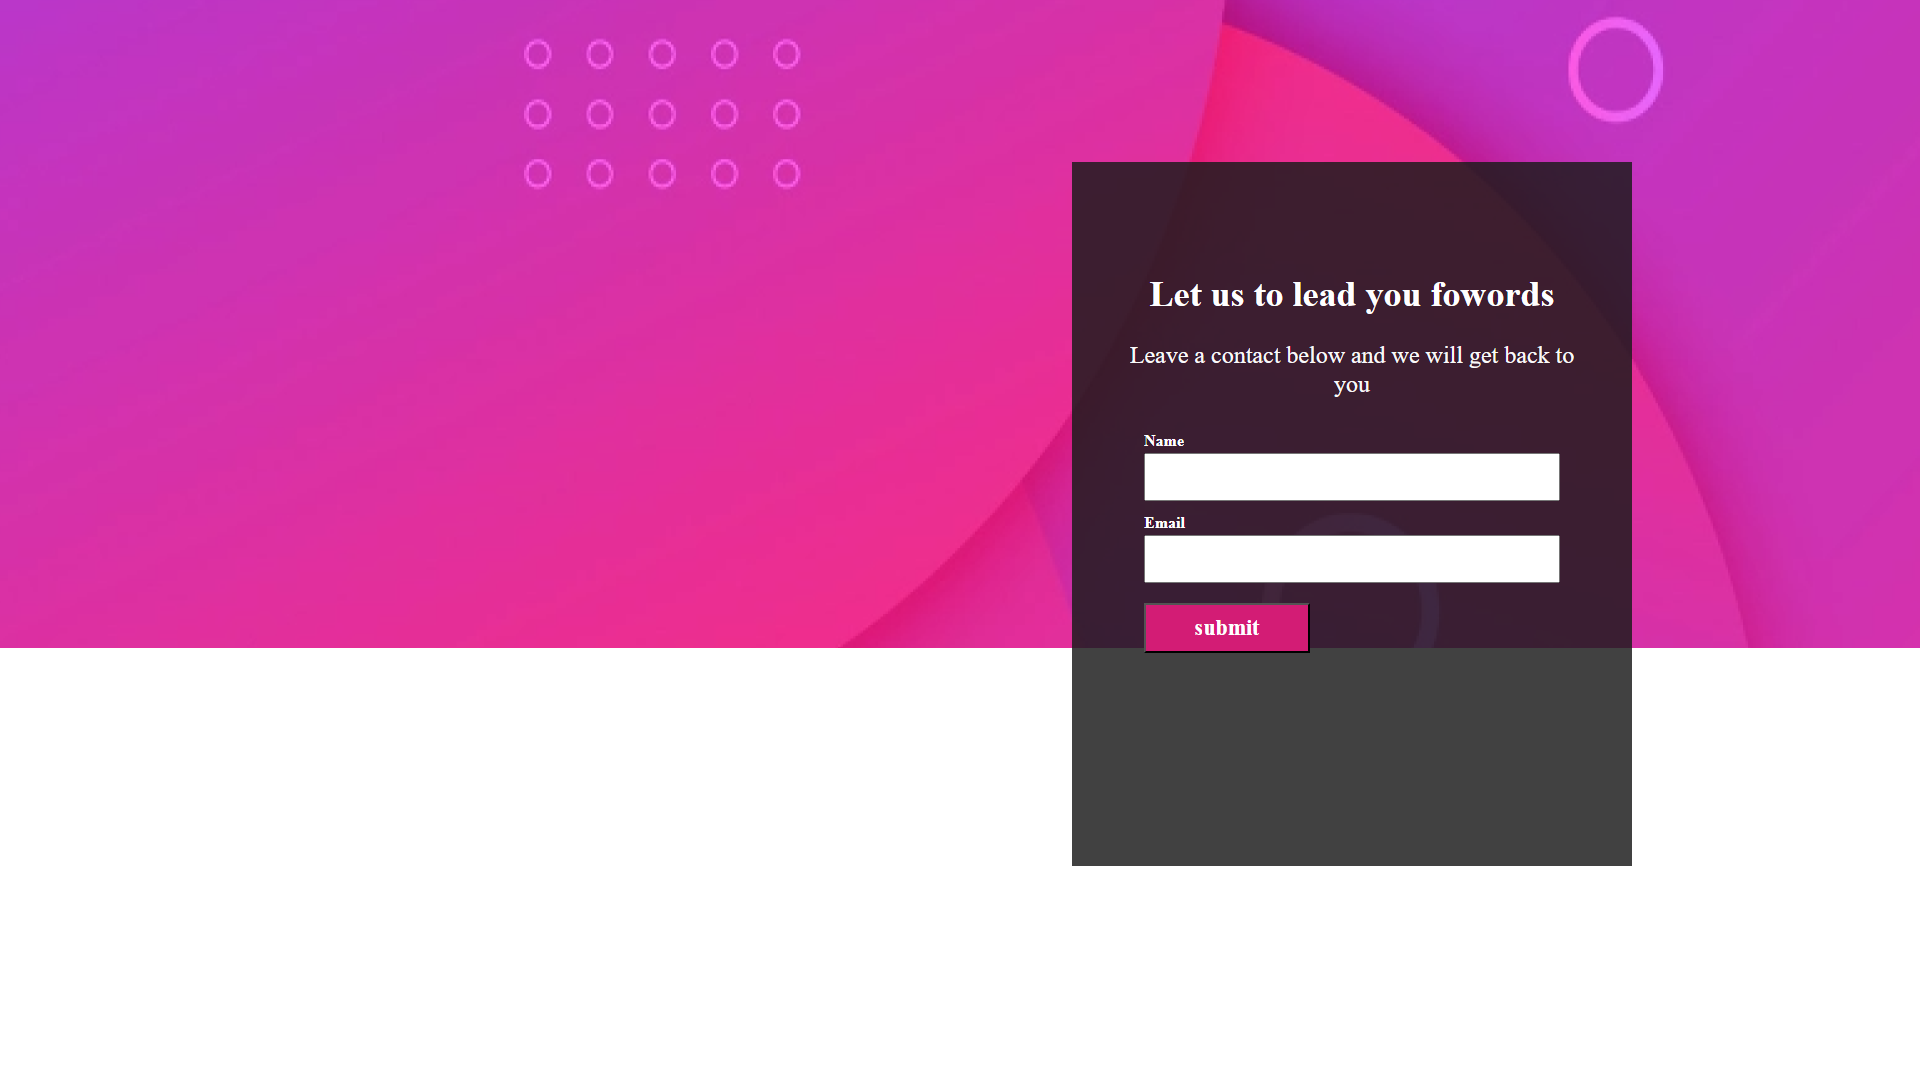 Let us to lead you fowords
Leave a contact below and we will get back to
you
Name
Email
submit